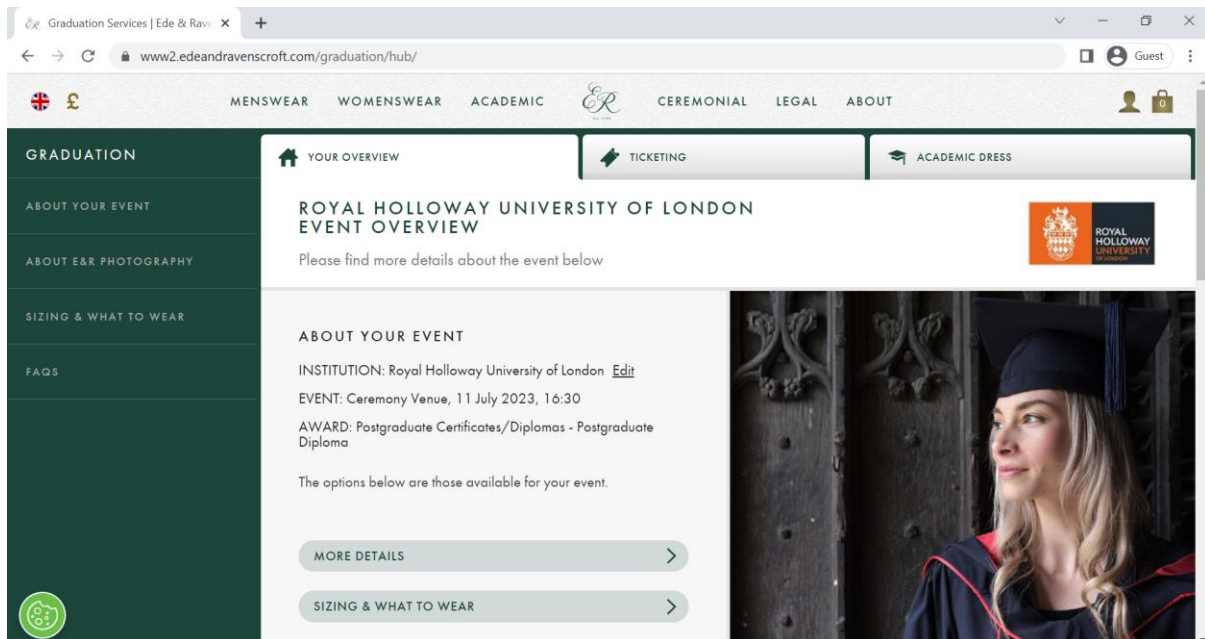 Graduation Services | Ede & Rave
www2.edeandravenscroft.com/graduation/hub/
Guest
£
MENSWEAR WOMENSWEAR ACADEMIC ER CEREMONIAL LEGAL ABOUT
0
GRADUATION
YOUR OVERVIEW
TICKETING
ACADEMIC DRESS
ABOUT YOUR EVENT
ABOUT E&R PHOTOGRAPHY
SIZING & WHAT TO WEAR
FAQS
ROYAL HOLLOWAY UNIVERSITY OF LONDON
EVENT OVERVIEW
Please find more details about the event below
ROYAL
HOLLOWAY
UNIVERSITY
OF LONDON
ABOUT YOUR EVENT
INSTITUTION: Royal Holloway University of London Edit
EVENT: Ceremony Venue, 11 July 2023, 16:30
AWARD: Postgraduate Certificates/Diplomas - Postgraduate
Diploma
The options below are those available for your event.
MORE DETAILS
SIZING & WHAT TO WEAR